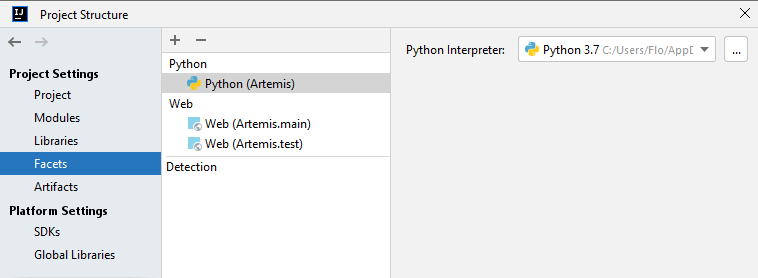 IJ Project Structure
Project Settings
Project
Modules
Libraries
Facets
Artifacts
Platform Settings
SDKs
Global Libraries
Python
Python (Artemis)
Web
Web (Artemis.main)
Web (Artemis.test)
Detection
Python Interpreter: Python 3.7 C:/Users/Flo/AppD ...